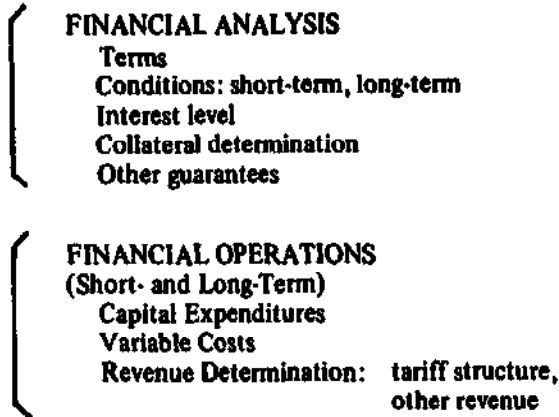 FINANCIAL ANALYSIS
Terms
Conditions: short-term, long-term
Interest level
Collateral determination
Other guarantees
FINANCIAL OPERATIONS
(Short- and Long-Term)
Capital Expenditures
Variable Costs
Revenue Determination: tariff structure,
other revenue